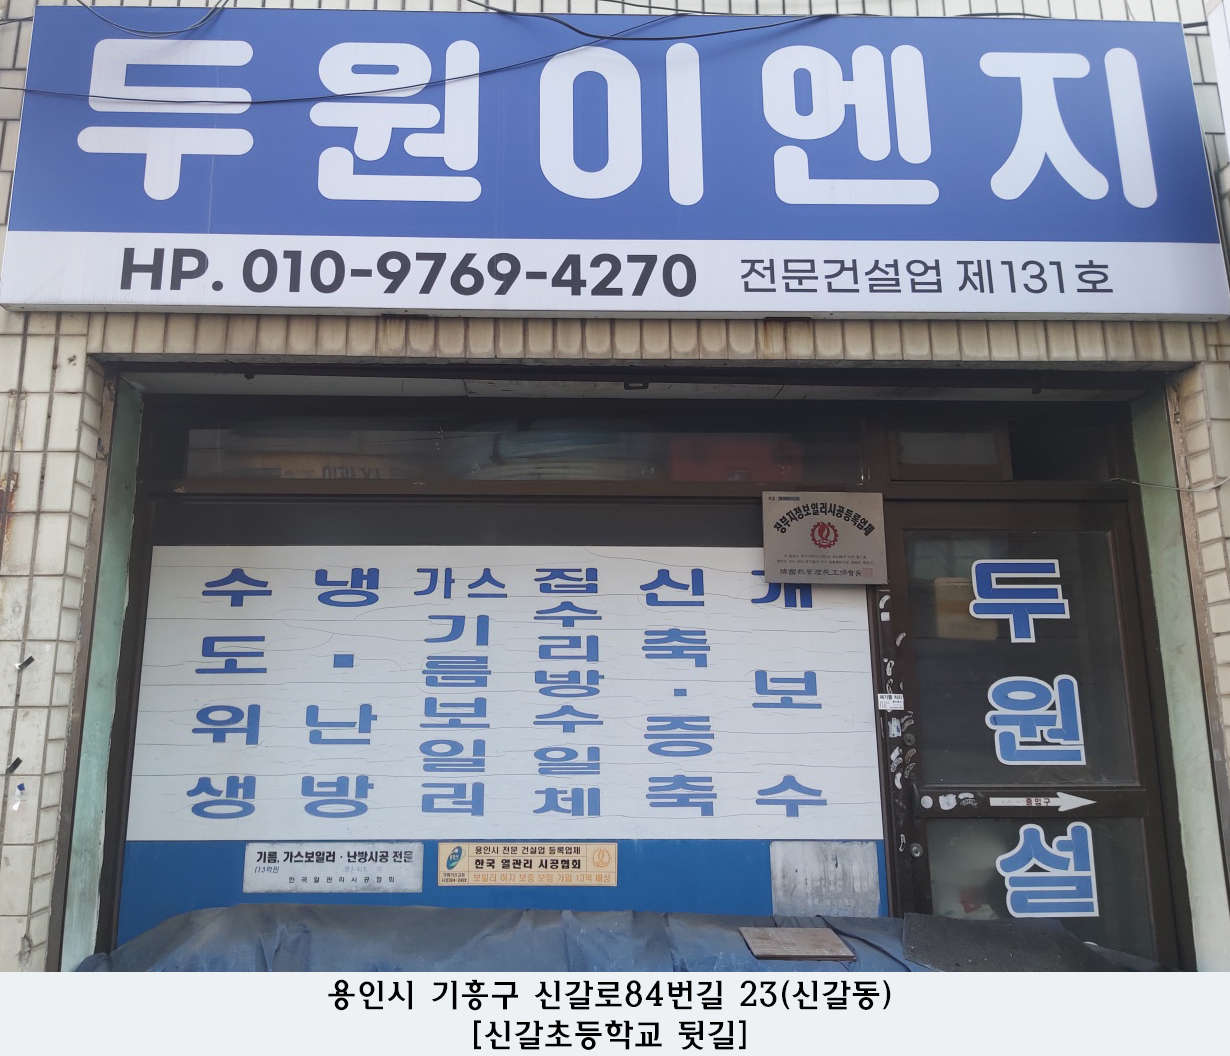 두원이엔지
HP. 010-9769-4270 전문건설업 제131호
정부지정보일러시공등록업체
수도위생
냉·난방
가스기름보일러
집수리방수일체
신축·증축
개보수
두원설
출입구
기름, 가스보일러 · 난방시공 전문
한국열관리시공협회
용인시 전문 건설업 등록업체
한국 열관리 시공협회
보일러 하자 보증 보험 가입 13억 배상
용인시 기흥구 신갈로84번길 23(신갈동)
[신갈초등학교 뒷길]